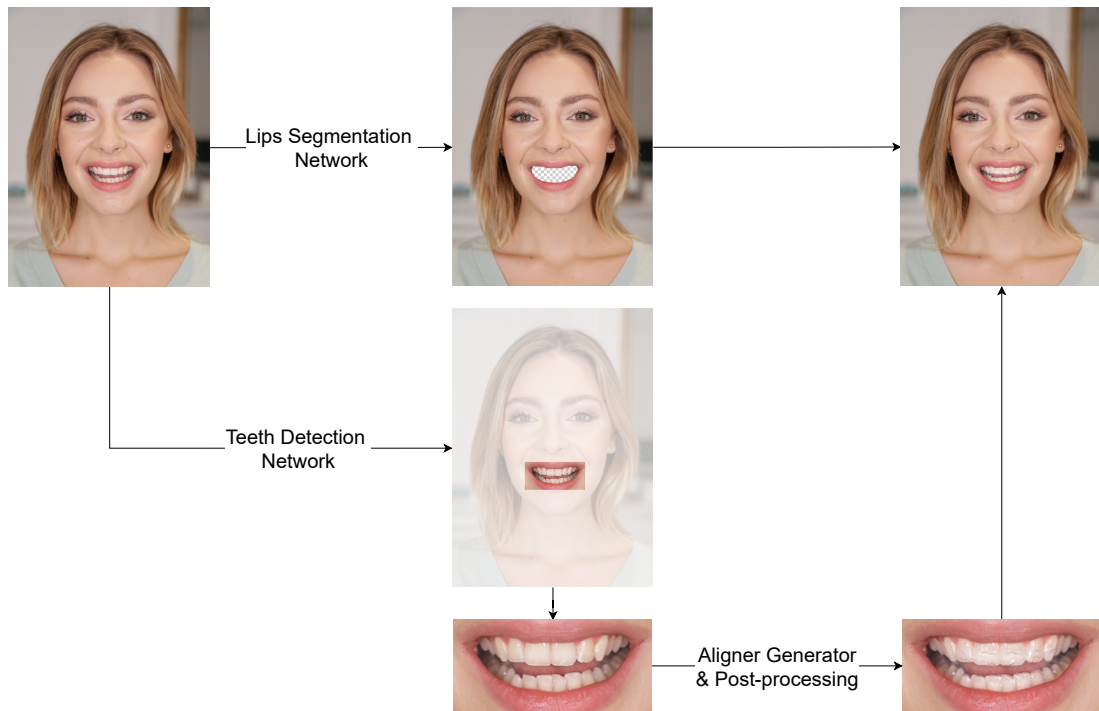 Lips Segmentation
Network
Teeth Detection
Network
Aligner Generator
& Post-processing